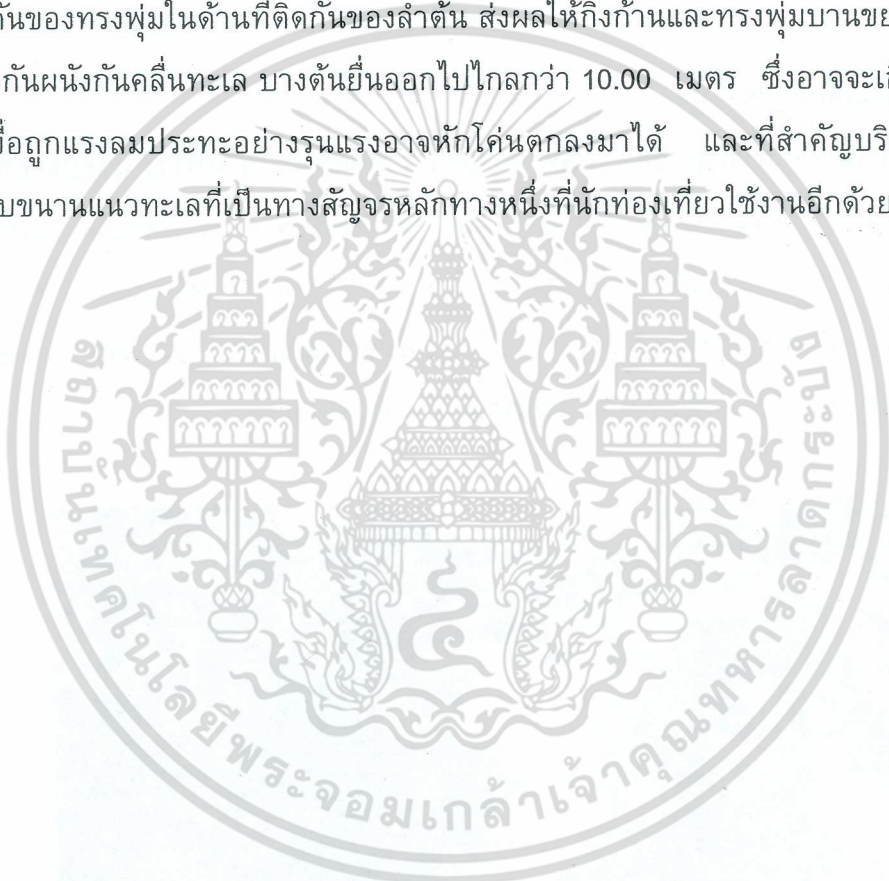 กันของทรงพุ่มในด้านที่ติดกันของลำต้น ส่งผลให้กิ่งก้านและทรงพุ่มบานขย
กันผนังกันคลื่นทะเล บางต้นยื่นออกไปไกลกว่า 10.00 เมตร ซึ่งอาจจะเ
มื่อถูกแรงลมประทะอย่างรุนแรงอาจหักโค่นตกลงมาได้ และที่สำคัญบริ
บขนานแนวทะเลที่เป็นทางสัญจรหลักทางหนึ่งที่นักท่องเที่ยวใช้งานอีกด้วย
สถาบันเทคโนโลยีพระจอมเกล้าเจ้าคุณทหารลาดกระบัง
๔